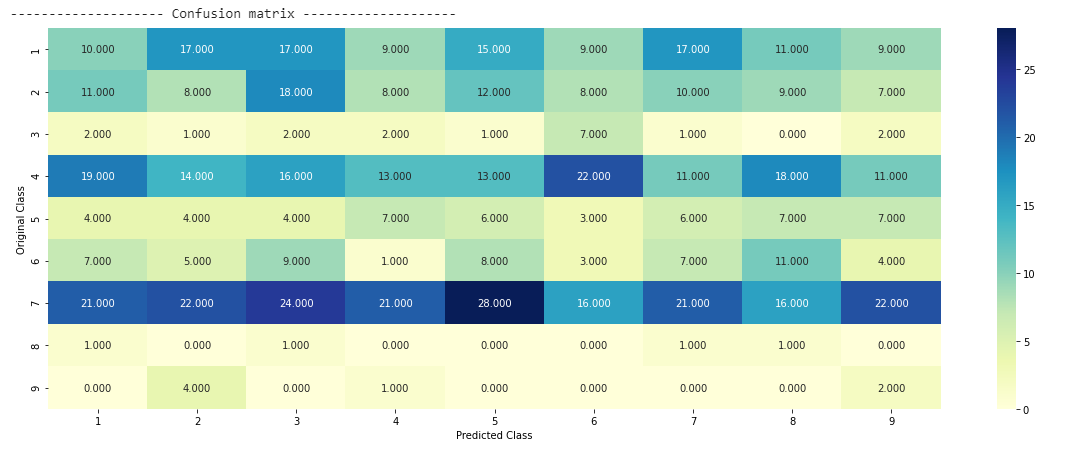 -------------------- Confusion matrix --------------------
1 10.000 17.000 17.000 9.000 15.000 9.000 17.000 11.000 9.000
2 11.000 8.000 18.000 8.000 12.000 8.000 10.000 9.000 7.000
3 2.000 1.000 2.000 2.000 1.000 7.000 1.000 0.000 2.000
4 19.000 14.000 16.000 13.000 13.000 22.000 11.000 18.000 11.000
5 4.000 4.000 4.000 7.000 6.000 3.000 6.000 7.000 7.000
6 7.000 5.000 9.000 1.000 8.000 3.000 7.000 11.000 4.000
7 21.000 22.000 24.000 21.000 28.000 16.000 21.000 16.000 22.000
8 1.000 0.000 1.000 0.000 0.000 0.000 1.000 1.000 0.000
9 0.000 4.000 0.000 1.000 0.000 0.000 0.000 0.000 2.000
1 2 3 4 5 6 7 8 9
Predicted Class
Original Class
25
20
15
10
5
0